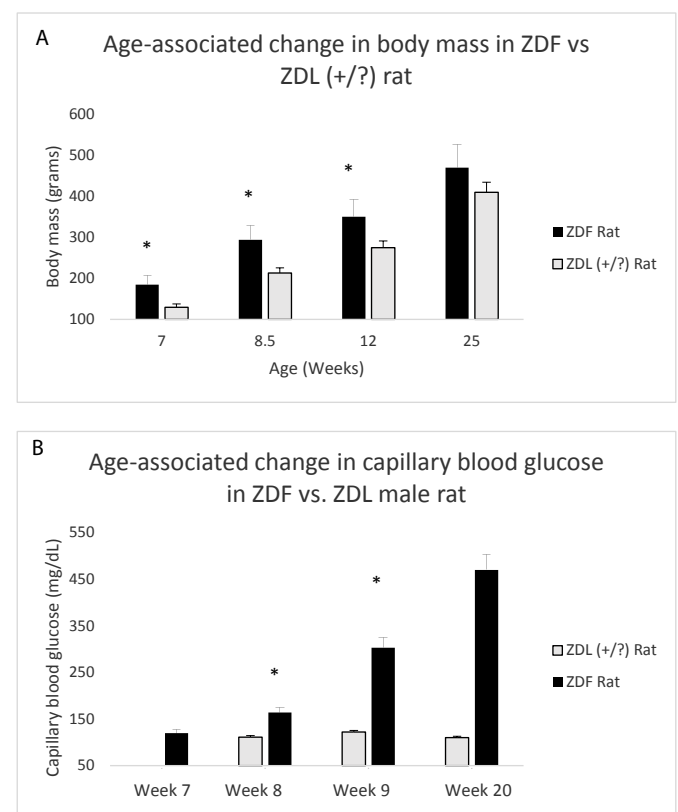 A
Age-associated change in body mass in ZDF vs
ZDL (+/?) rat
600
500
400
300
200
100
Body mass (grams)
*
*
*
ZDF Rat
ZDL (+/?) Rat
7
8.5
12
25
Age (Weeks)
B
Age-associated change in capillary blood glucose
in ZDF vs. ZDL male rat
550
450
350
250
150
50
Capillary blood glucose (mg/dL)
*
*
ZDL (+/?) Rat
ZDF Rat
Week 7
Week 8
Week 9
Week 20